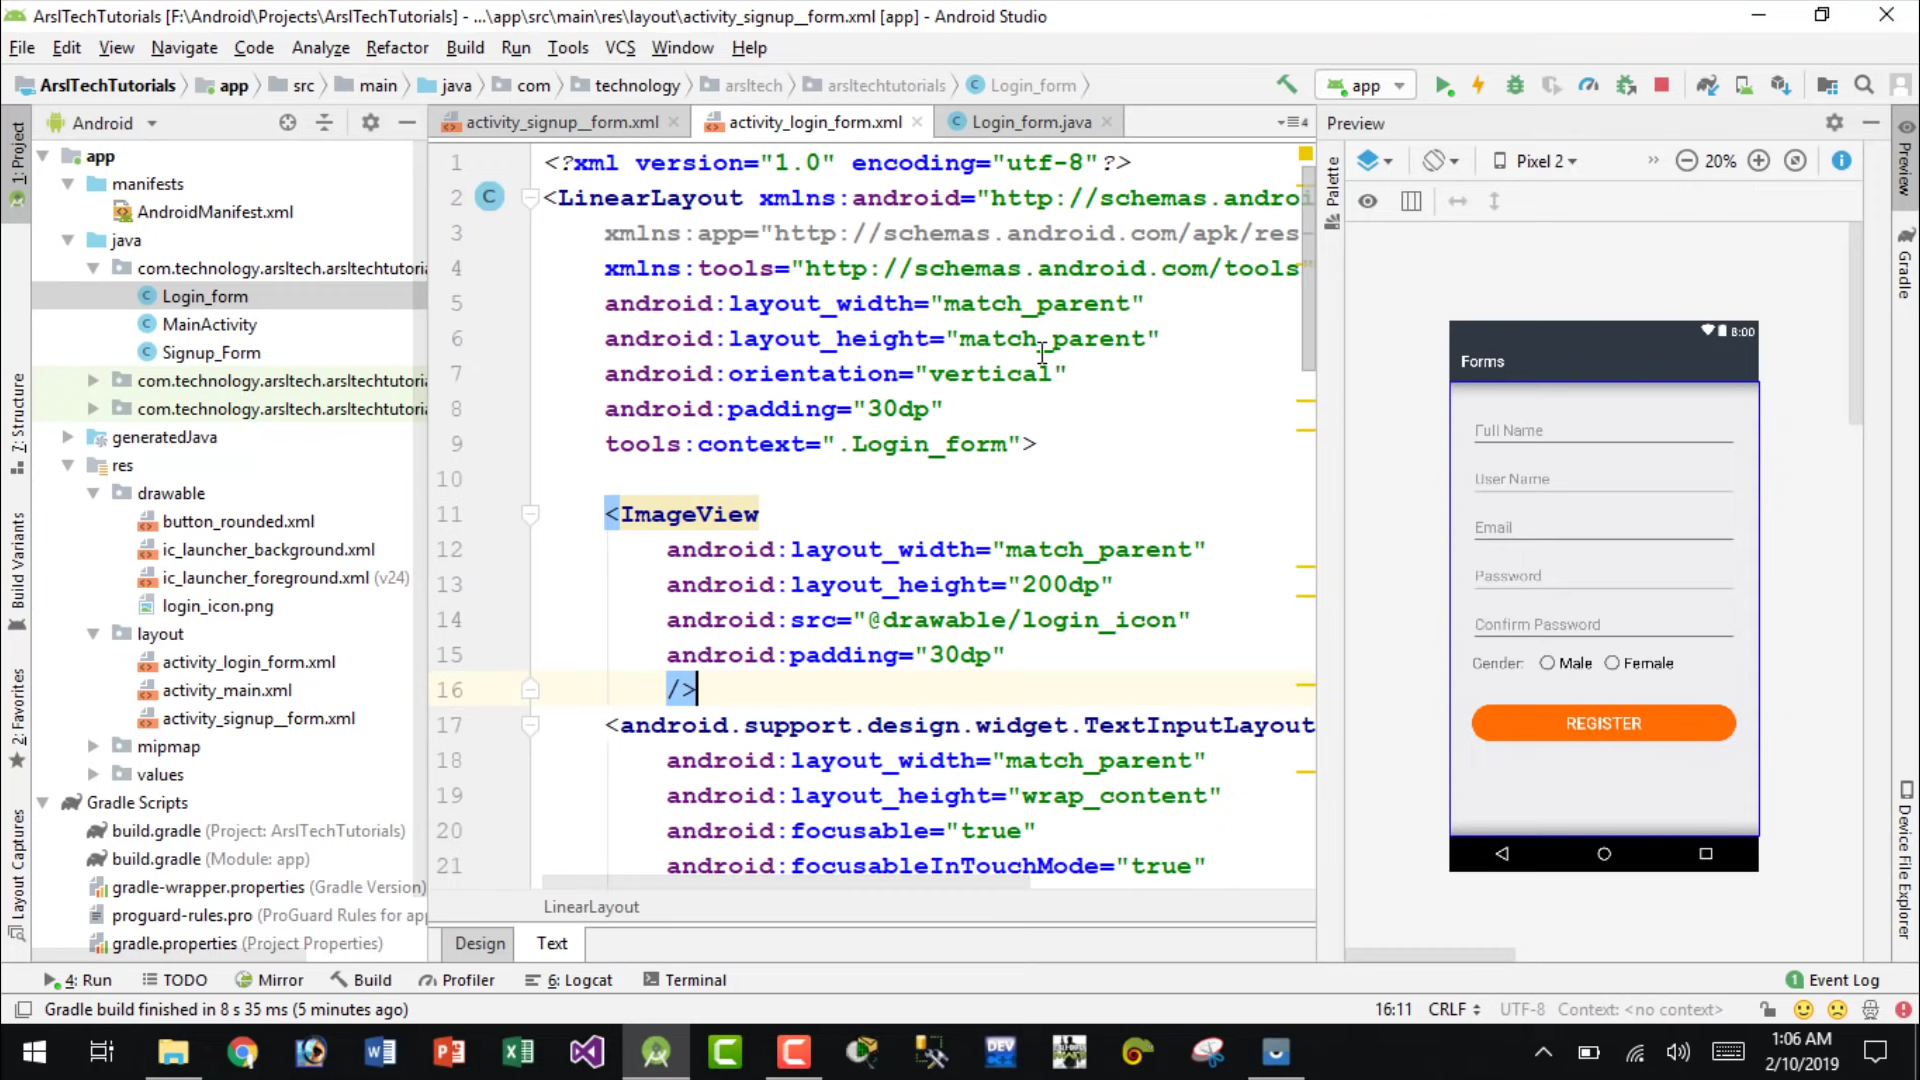 ArslTechTutorials [F:\Android\Projects\ArslTechTutorials] - ...\app\src\main\res\layout\activity_signup__form.xml [app] - Android Studio
File Edit View Navigate Code Analyze Refactor Build Run Tools VCS Window Help
ArslTechTutorials app src main java com technology arsltech arsltechtutorials Login_form app
Android
activity_signup__form.xml activity_login_form.xml Login_form.java 4
Preview
Pixel 2 20%
1: Project
7: Structure
Build Variants
2: Favorites
Layout Captures
app
manifests
AndroidManifest.xml
java
com.technology.arsltech.arsltechtutori
Login_form
MainActivity
Signup_Form
com.technology.arsltech.arsltechtutori
com.technology.arsltech.arsltechtutori
generatedJava
res
drawable
button_rounded.xml
ic_launcher_background.xml
ic_launcher_foreground.xml (v24)
login_icon.png
layout
activity_login_form.xml
activity_main.xml
activity_signup__form.xml
mipmap
values
Gradle Scripts
build.gradle (Project: ArslTechTutorials)
build.gradle (Module: app)
gradle-wrapper.properties (Gradle Version)
proguard-rules.pro (ProGuard Rules for app
gradle.properties (Project Properties)
1 <?xml version="1.0" encoding="utf-8"?>
2 <LinearLayout xmlns:android="http://schemas.androi
3 xmlns:app="http://schemas.android.com/apk/res
4 xmlns:tools="http://schemas.android.com/tools"
5 android:layout_width="match_parent"
6 android:layout_height="match_parent"
7 android:orientation="vertical"
8 android:padding="30dp"
9 tools:context=".Login_form">
10
11 <ImageView
12 android:layout_width="match_parent"
13 android:layout_height="200dp"
14 android:src="@drawable/login_icon"
15 android:padding="30dp"
16 />
17 <android.support.design.widget.TextInputLayout
18 android:layout_width="match_parent"
19 android:layout_height="wrap_content"
20 android:focusable="true"
21 android:focusableInTouchMode="true"
LinearLayout
Design Text
Palette
8:00
Forms
Full Name
User Name
Email
Password
Confirm Password
Gender: Male Female
REGISTER
Preview
Gradle
Device File Explorer
4: Run TODO Mirror Build Profiler 6: Logcat Terminal 1 Event Log
Gradle build finished in 8 s 35 ms (5 minutes ago) 16:11 CRLF UTF-8 Context: <no context>
1:06 AM
2/10/2019